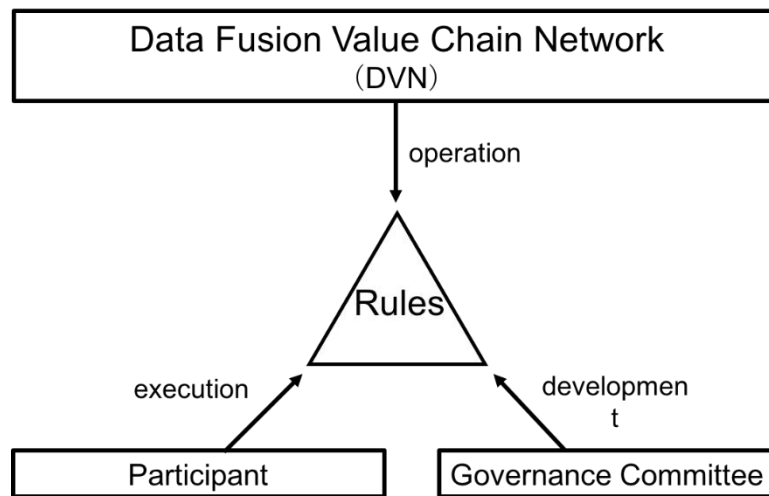 Data Fusion Value Chain Network
（DVN）
operation
Rules
execution
developmen
t
Participant
Governance Committee